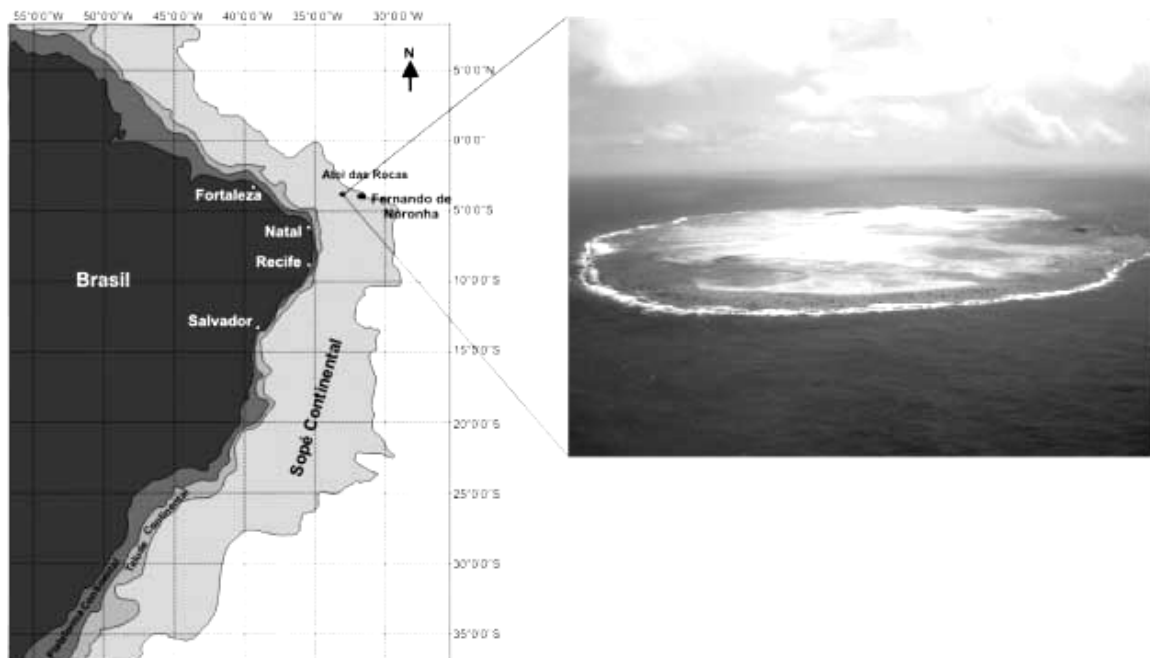 55°0'0"W 50°0'0"W 45°0'0"W 40°0'0"W 35°0'0"W 30°0'0"W
N
5°0'0"N
0°0'0"
Atol das Rocas
Fortaleza
Fernando de
Noronha
5°0'0"S
Natal
Recife
Brasil
10°0'0"S
Salvador
15°0'0"S
Sopé Continental
20°0'0"S
25°0'0"S
Talude Continental
30°0'0"S
Plataforma Continental
35°0'0"S